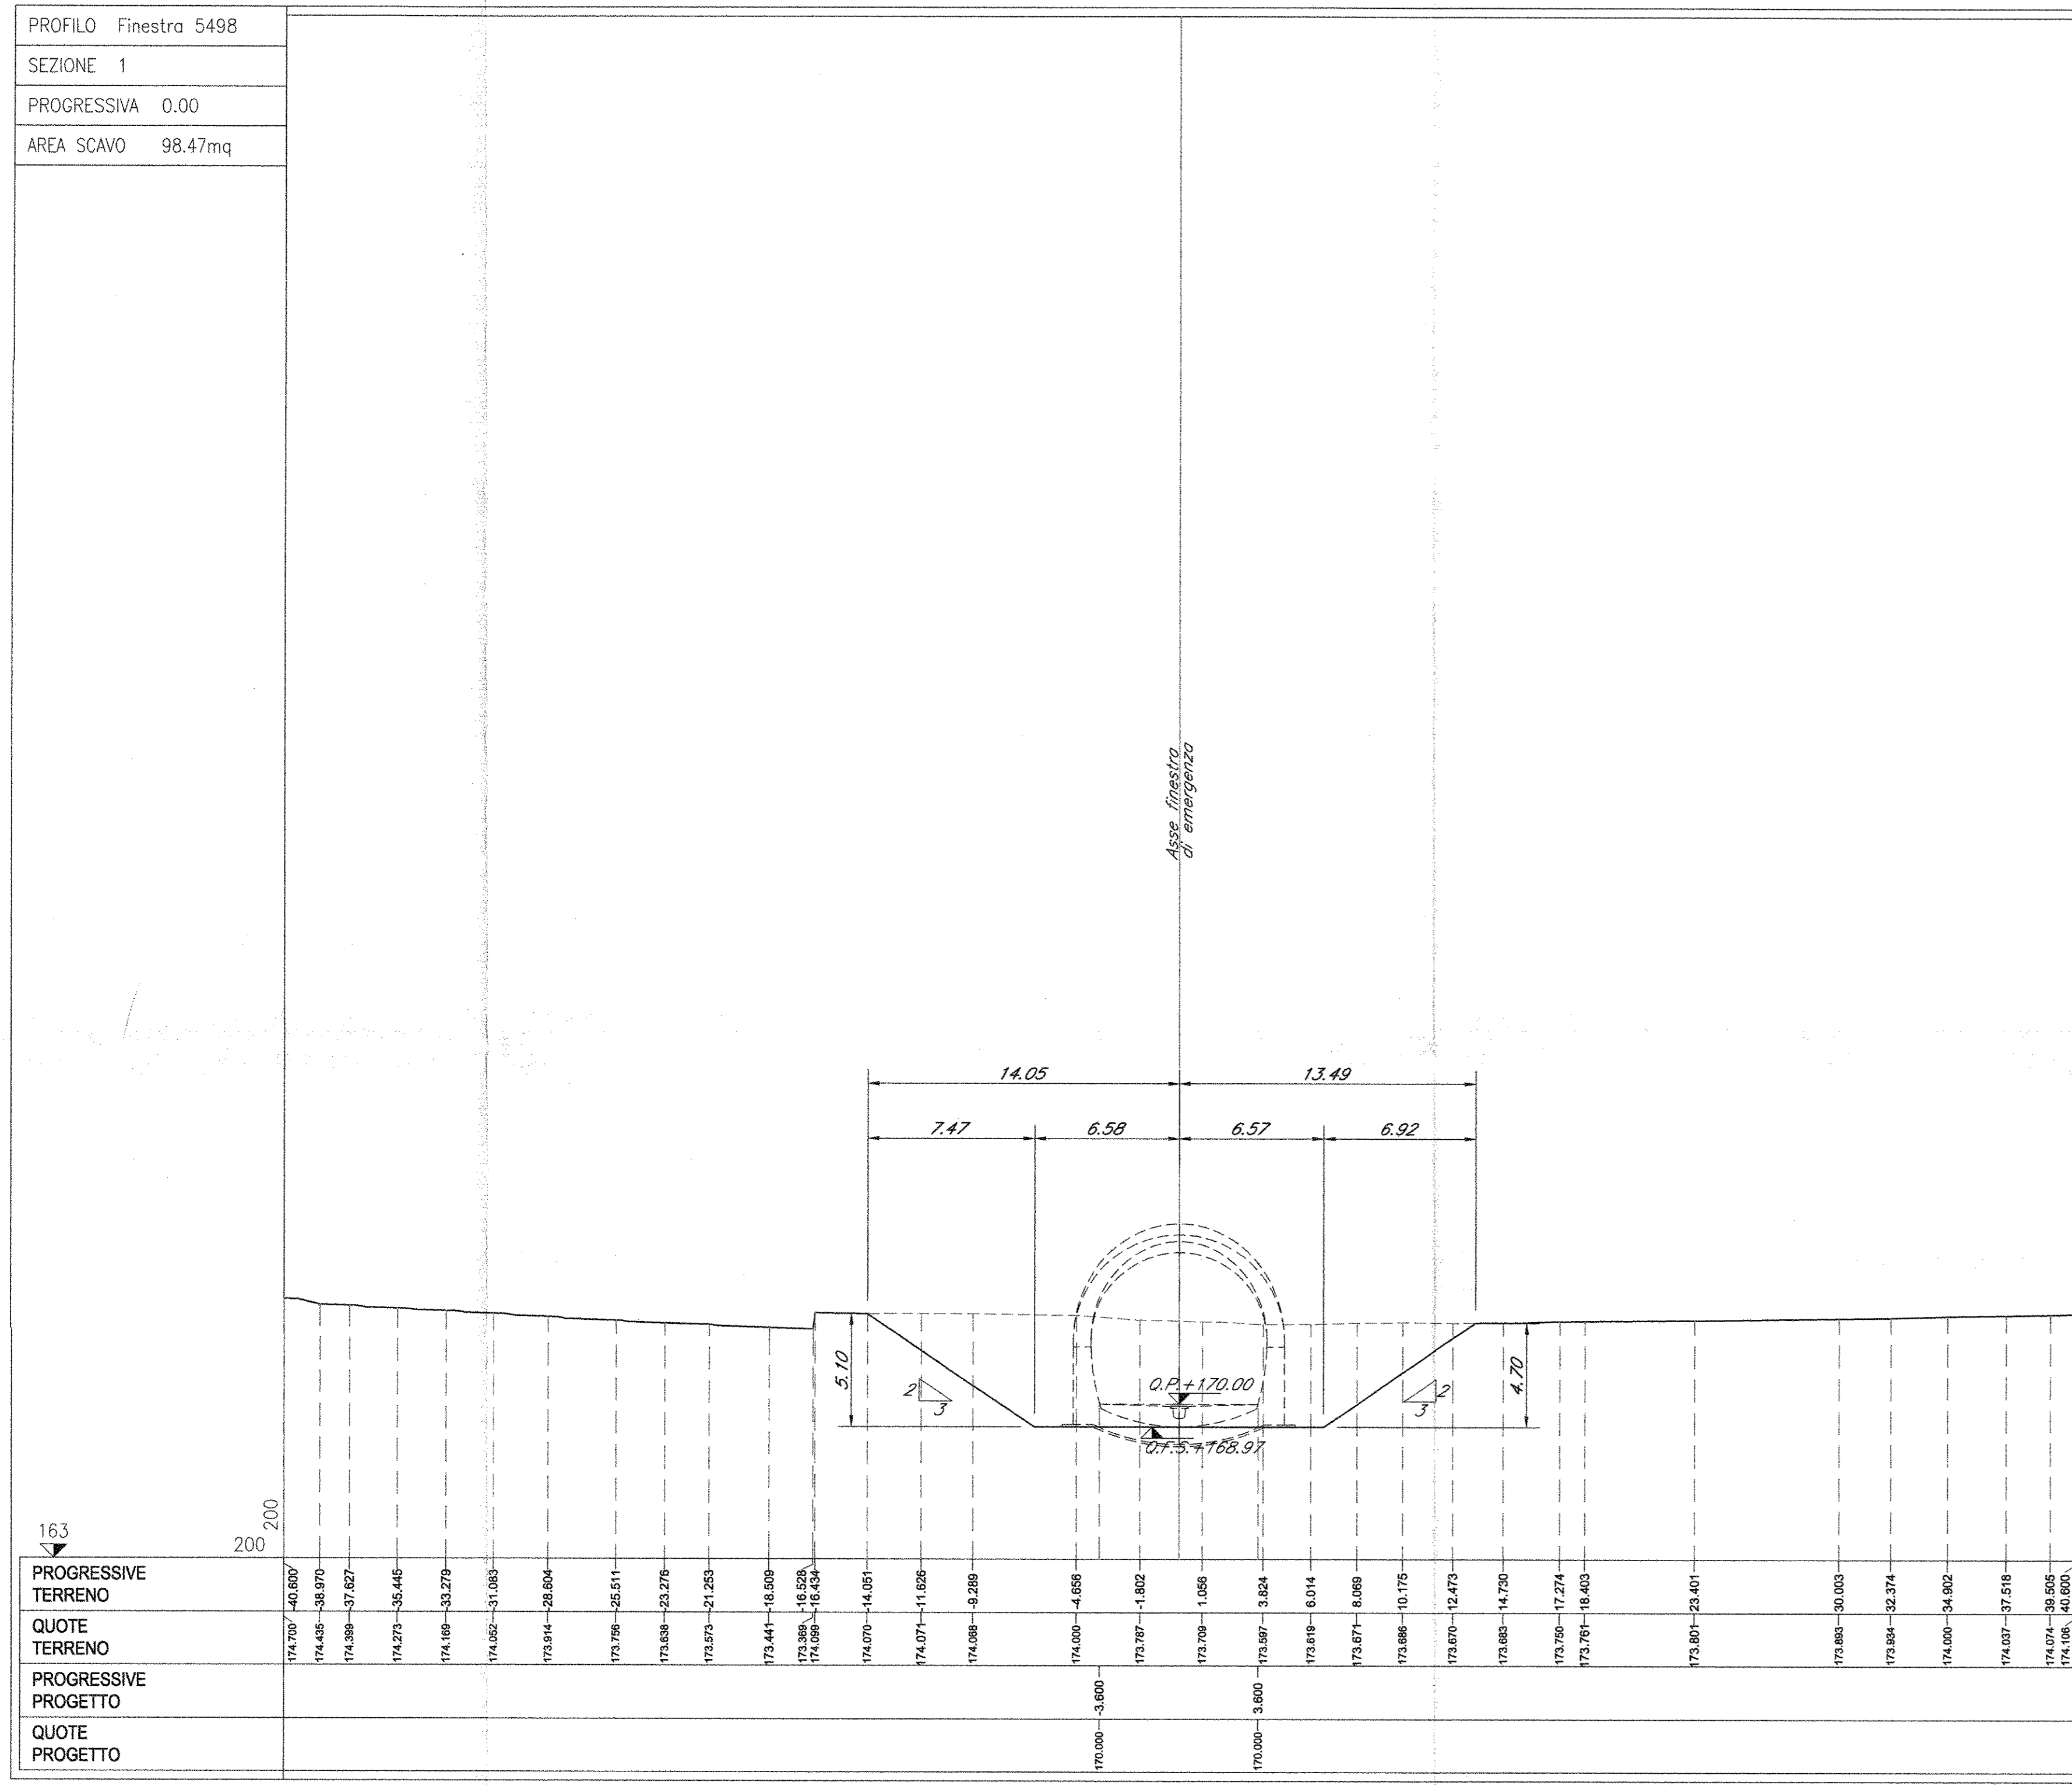 PROFILO Finestra 5498
SEZIONE 1
PROGRESSIVA 0.00
AREA SCAVO 98.47mq
Asse finestra
di emergenza
14.05 13.49
7.47 6.58 6.57 6.92
5.10
2
3
Q.P.+170.00
Q.F.S.+168.97
2
3
4.70
163
200
200
PROGRESSIVE
TERRENO
-40.600 -38.970 -37.627 -35.445 -33.279 -31.083 -28.604 -25.511 -23.276 -21.253 -18.509 -16.528 -16.434 -14.051 -11.626 -9.289 -4.656 -1.802 1.056 3.824 6.014 8.069 10.175 12.473 14.730 17.274 18.403 23.401 30.003 32.374 34.902 37.518 39.505 40.600
QUOTE
TERRENO
174.700 174.435 174.399 174.273 174.169 174.052 173.914 173.756 173.638 173.573 173.441 173.369 174.099 174.070 174.071 174.068 174.000 173.787 173.709 173.597 173.619 173.671 173.686 173.670 173.683 173.750 173.761 173.801 173.893 173.934 174.000 174.037 174.074 174.108
PROGRESSIVE
PROGETTO
-3.600 3.600
QUOTE
PROGETTO
170.000 170.000